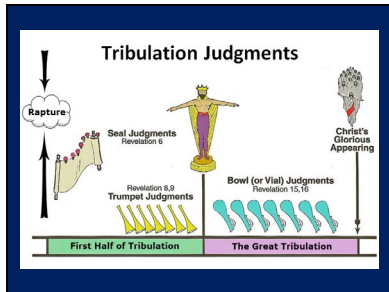 Tribulation Judgments
Rapture
Seal Judgments
Revelation 6
Christ's
Glorious
Appearing
Revelation 8,9
Trumpet Judgments
Bowl (or Vial) Judgments
Revelation 15,16
First Half of Tribulation
The Great Tribulation